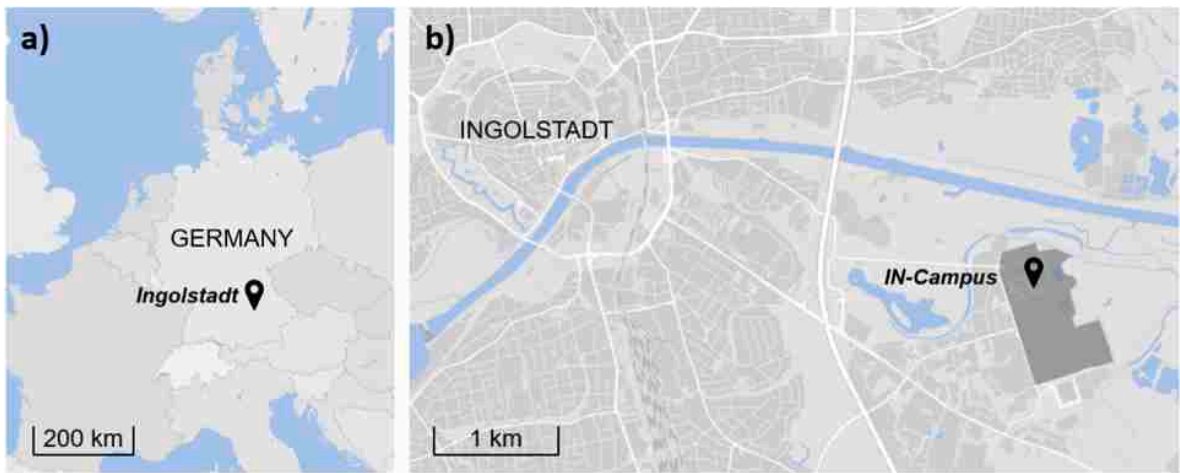 a)
GERMANY
Ingolstadt
200 km
b)
INGOLSTADT
IN-Campus
1 km